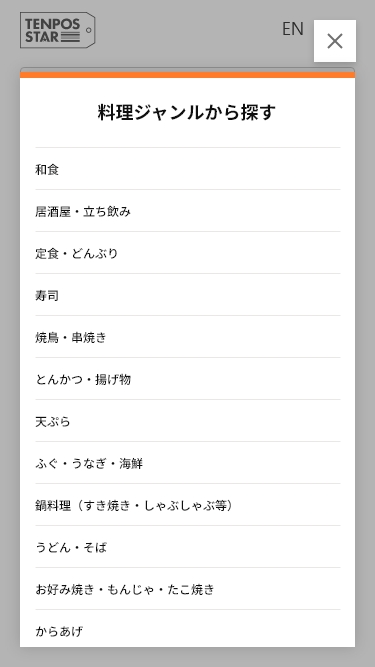 TENPOS
STAR
EN
料理ジャンルから探す
和食
居酒屋・立ち飲み
定食・どんぶり
寿司
焼鳥・串焼き
とんかつ・揚げ物
天ぷら
ふぐ・うなぎ・海鮮
鍋料理（すき焼き・しゃぶしゃぶ等）
うどん・そば
お好み焼き・もんじゃ・たこ焼き
からあげ